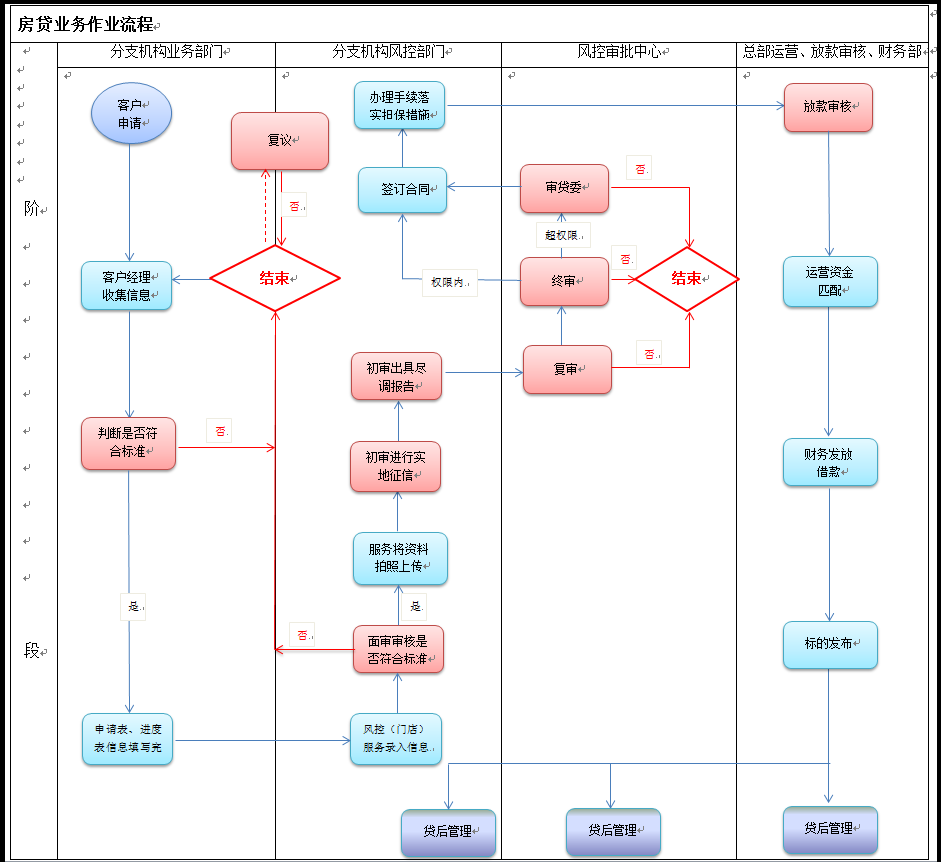 房贷业务作业流程
分支机构业务部门
分支机构风控部门
风控审批中心
总部运营、放款审核、财务部
阶
段
客户
申请
复议
否
结束
客户经理
收集信息
判断是否符
合标准
否
是
申请表、进度
表信息填写完
办理手续落
实担保措施
签订合同
权限内
初审出具尽
调报告
初审进行实
地征信
服务将资料
拍照上传
是
否
面审审核是
否符合标准
风控（门店）
服务录入信息
贷后管理
审贷委
否
超权限
终审
否
结束
复审
否
贷后管理
放款审核
运营资金
匹配
财务发放
借款
标的发布
贷后管理